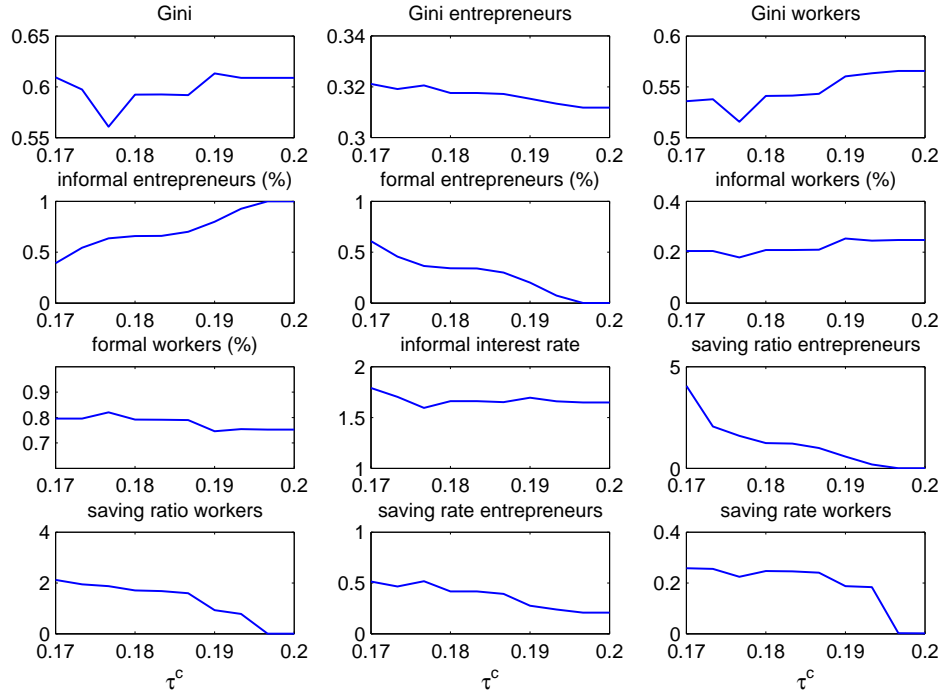 Gini Gini entrepreneurs Gini workers
0.65 0.34 0.6
0.6 0.32 0.55
0.55 0.3 0.5
0.17 0.18 0.19 0.2 0.17 0.18 0.19 0.2 0.17 0.18 0.19 0.2
informal entrepreneurs (%) formal entrepreneurs (%) informal workers (%)
1 1 0.4
0.5 0.5 0.2
0 0 0
0.17 0.18 0.19 0.2 0.17 0.18 0.19 0.2 0.17 0.18 0.19 0.2
formal workers (%) informal interest rate saving ratio entrepreneurs
2 5
0.9
0.8 1.5
0.7
1 0
0.17 0.18 0.19 0.2 0.17 0.18 0.19 0.2 0.17 0.18 0.19 0.2
saving ratio workers saving rate entrepreneurs saving rate workers
4 1 0.4
2 0.5 0.2
0 0 0
0.17 0.18 0.19 0.2 0.17 0.18 0.19 0.2 0.17 0.18 0.19 0.2
τᶜ τᶜ τᶜ